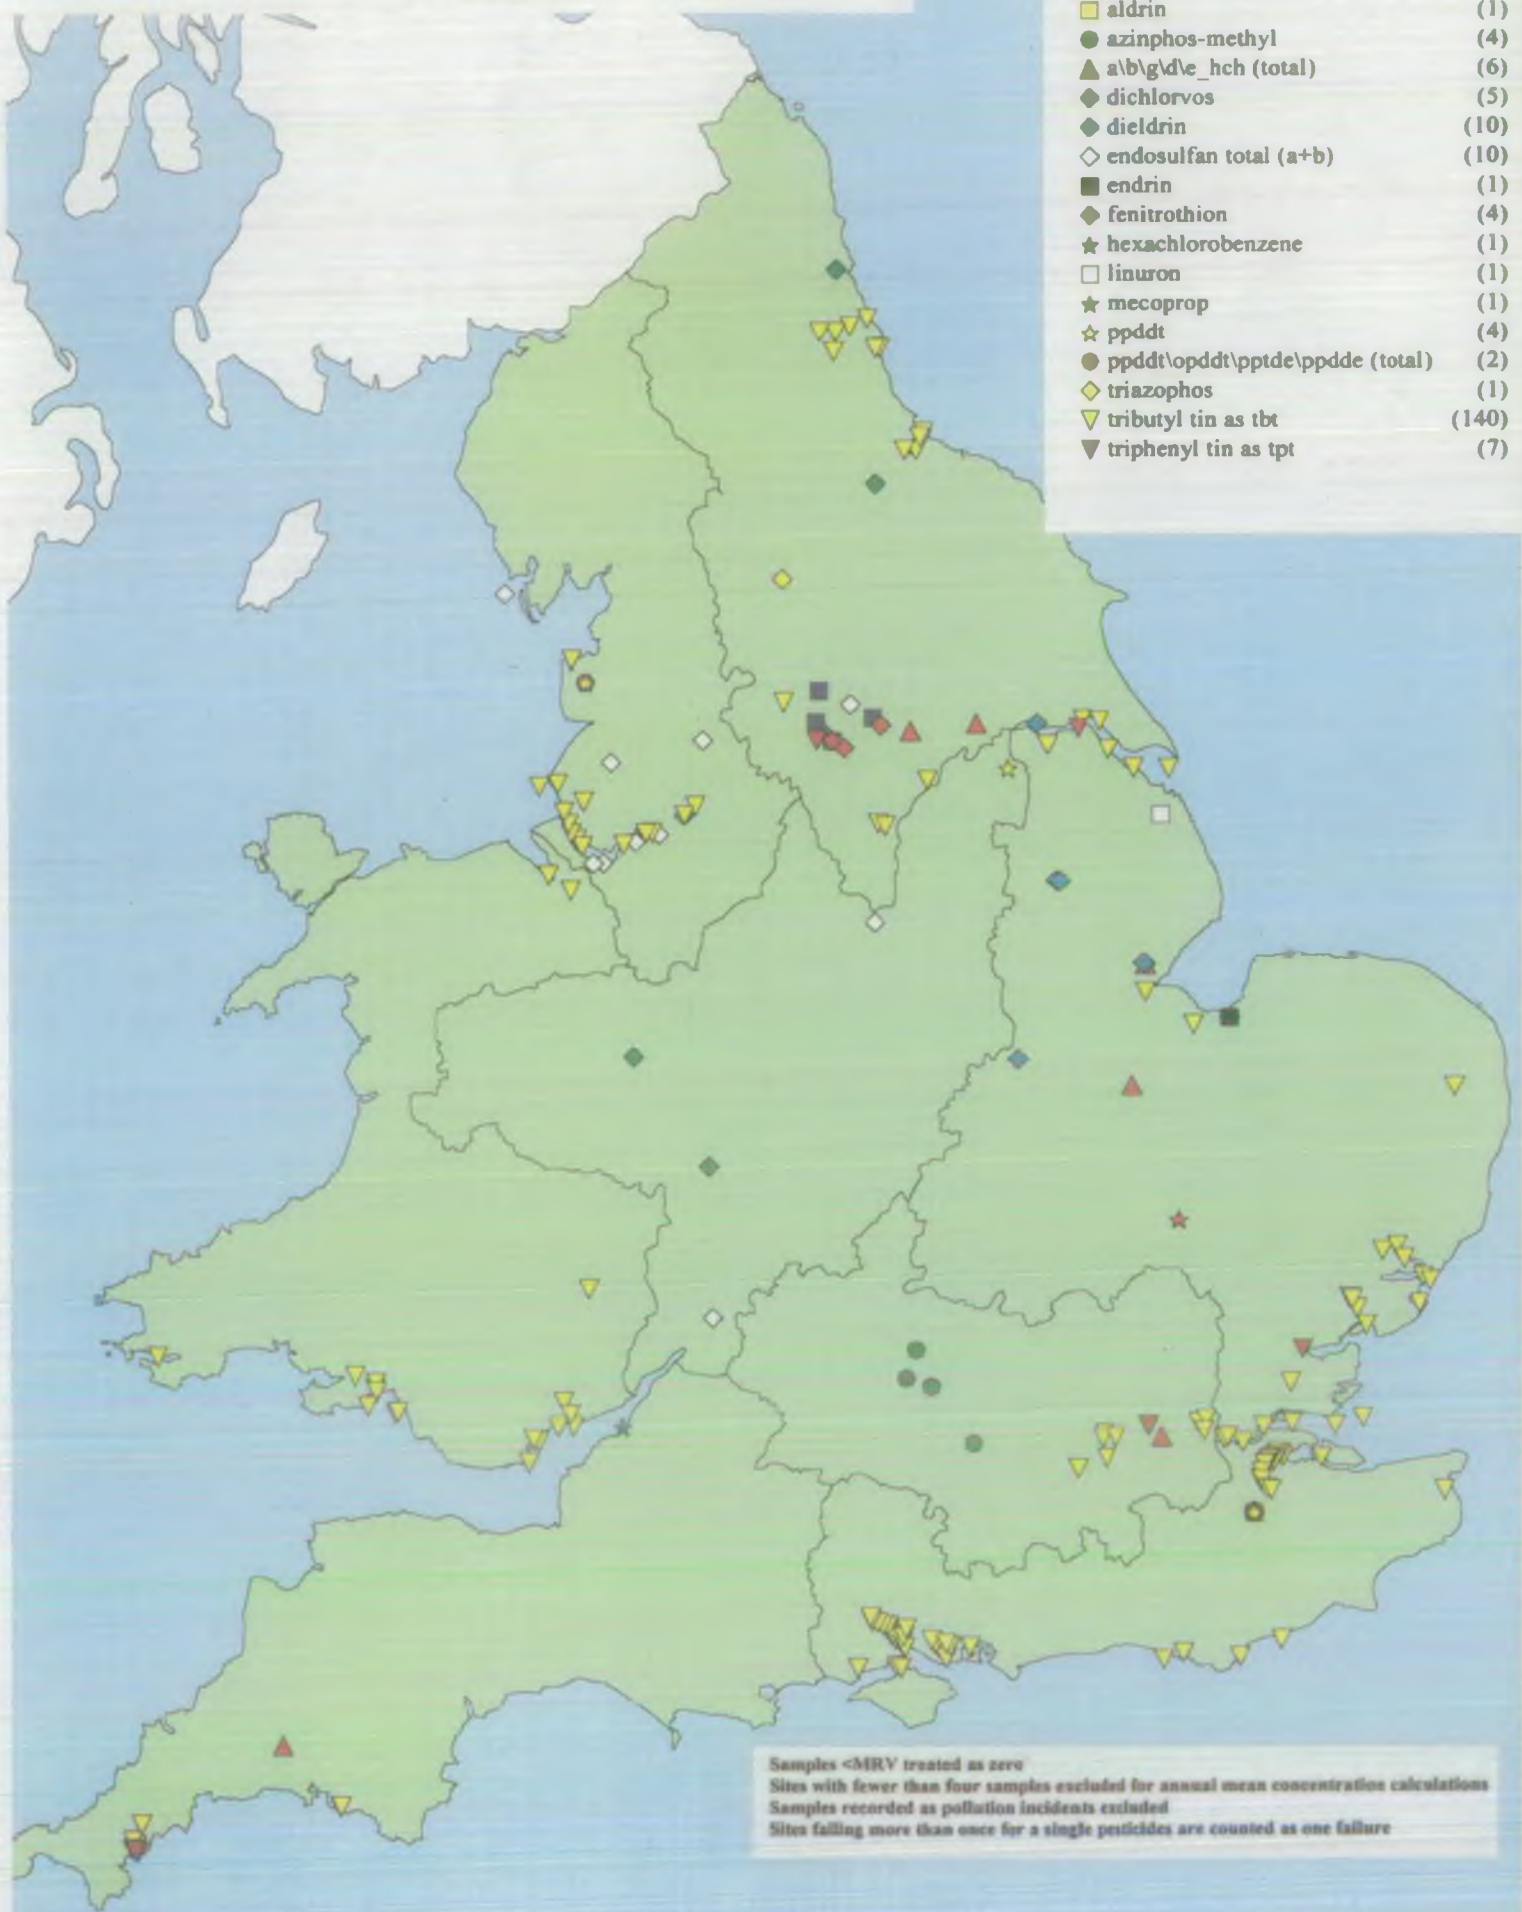 aldrin (1)
azinphos-methyl (4)
a\b\g\d\e_hch (total) (6)
dichlorvos (5)
dieldrin (10)
endosulfan total (a+b) (10)
endrin (1)
fenitrothion (4)
hexachlorobenzene (1)
linuron (1)
mecoprop (1)
ppddt (4)
ppddt\opddt\pptde\ppdde (total) (2)
triazophos (1)
tributyl tin as tbt (140)
triphenyl tin as tpt (7)
Samples <MRV treated as zero
Sites with fewer than four samples excluded for annual mean concentration calculations
Samples recorded as pollution incidents excluded
Sites failing more than once for a single pesticides are counted as one failure